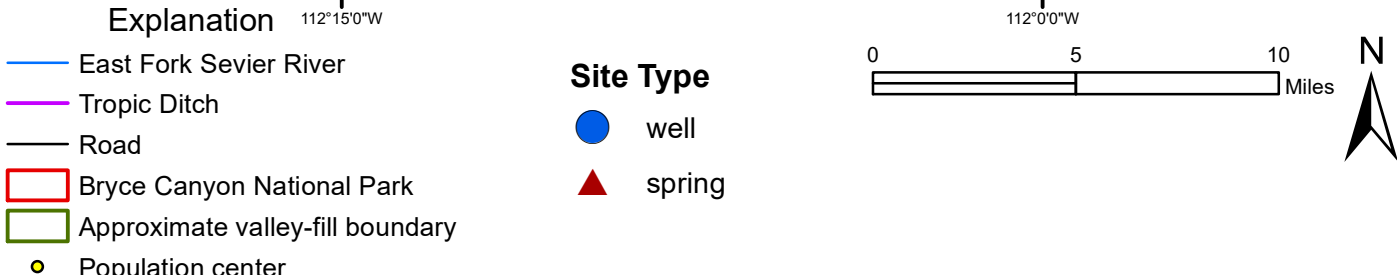 112°15'0"W
112°0'0"W
Explanation
East Fork Sevier River
Tropic Ditch
Road
Bryce Canyon National Park
Approximate valley-fill boundary
Population center
Site Type
well
spring
0 5 10
Miles
N